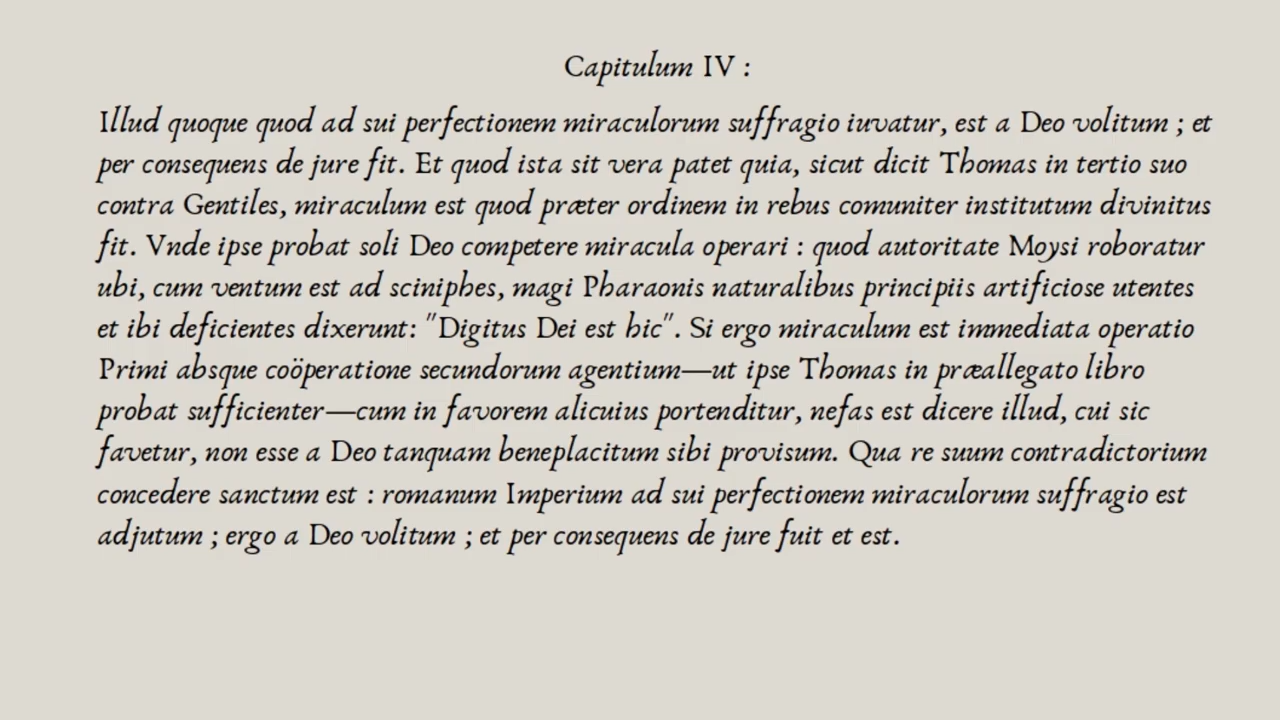 Capitulum IV :
Illud quoque quod ad sui perfectionem miraculorum suffragio iuvatur, est a Deo volitum ; et
per consequens de jure fit. Et quod ista sit vera patet quia, sicut dicit Thomas in tertio suo
contra Gentiles, miraculum est quod præter ordinem in rebus comuniter institutum divinitus
fit. Vnde ipse probat soli Deo competere miracula operari : quod autoritate Moysi roboratur
ubi, cum ventum est ad sciniphes, magi Pharaonis naturalibus principiis artificiose utentes
et ibi deficientes dixerunt: "Digitus Dei est hic". Si ergo miraculum est immediata operatio
Primi absque coöperatione secundorum agentium—ut ipse Thomas in præallegato libro
probat sufficienter—cum in favorem alicuius portenditur, nefas est dicere illud, cui sic
favetur, non esse a Deo tanquam beneplacitum sibi provisum. Qua re suum contradictorium
concedere sanctum est : romanum Imperium ad sui perfectionem miraculorum suffragio est
adjutum ; ergo a Deo volitum ; et per consequens de jure fuit et est.